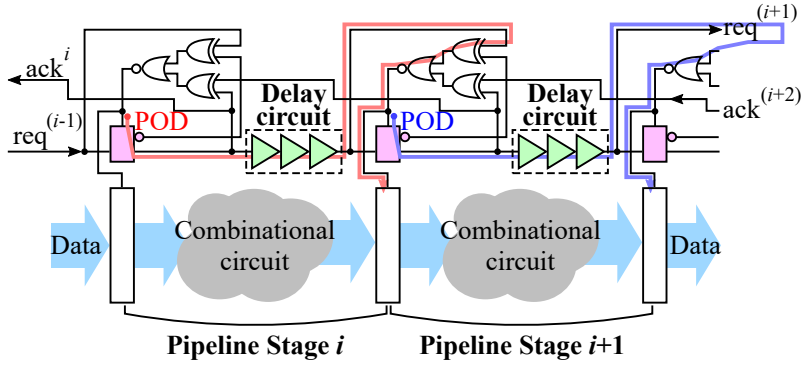 req(i+1)
ack i
Delay
circuit
Delay
circuit
POD
POD
ack(i+2)
req(i-1)
Data
Combinational
circuit
Combinational
circuit
Data
Pipeline Stage i
Pipeline Stage i+1